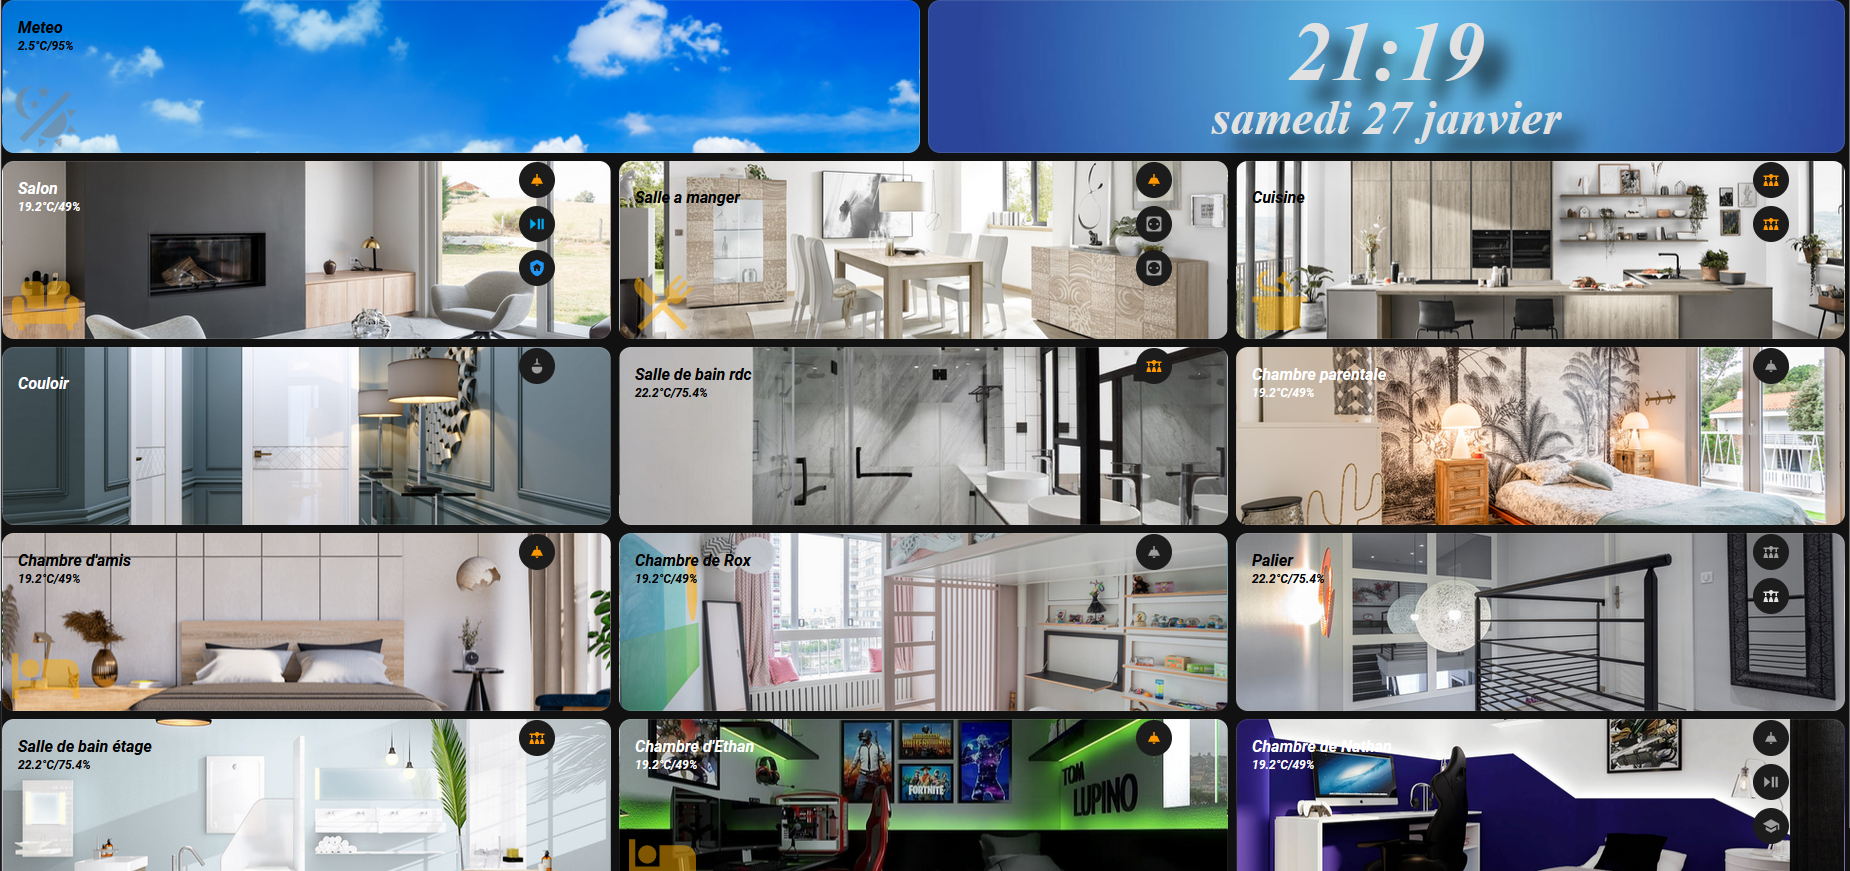 Meteo
2.5°C/95%
21:19
samedi 27 janvier
Salon
19.2°C/49%
Salle a manger
Cuisine
Couloir
Salle de bain rdc
22.2°C/75.4%
Chambre parentale
19.2°C/49%
Chambre d'amis
19.2°C/49%
Chambre de Rox
19.2°C/49%
Palier
22.2°C/75.4%
Salle de bain étage
22.2°C/75.4%
Chambre d'Ethan
19.2°C/49%
BATTLEGROUNDS
FORTNITE
TOM
LUPINO
Chambre de Nathan
19.2°C/49%